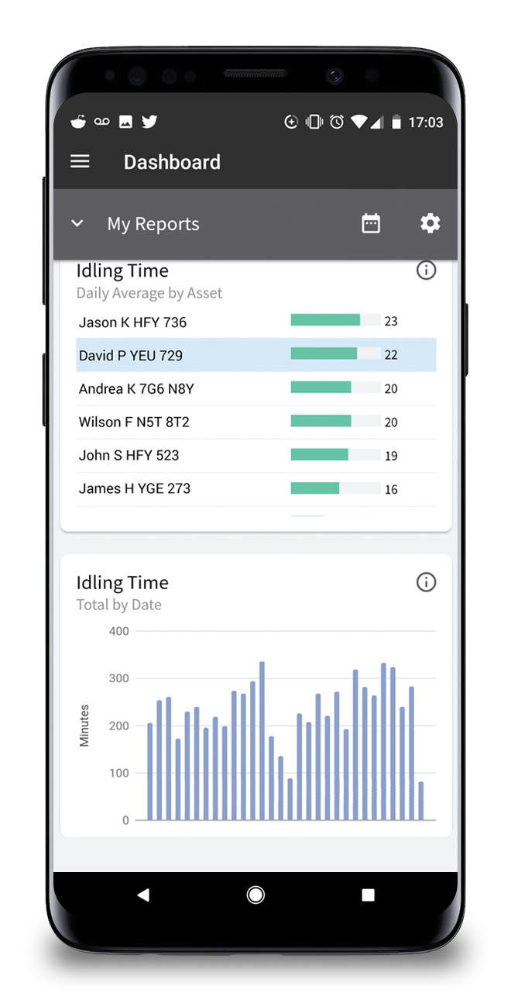 17:03
Dashboard
My Reports
Idling Time
Daily Average by Asset
Jason K HFY 736 23
David P YEU 729 22
Andrea K 7G6 N8Y 20
Wilson F N5T 8T2 20
John S HFY 523 19
James H YGE 273 16
Idling Time
Total by Date
400
300
200
100
0
Minutes